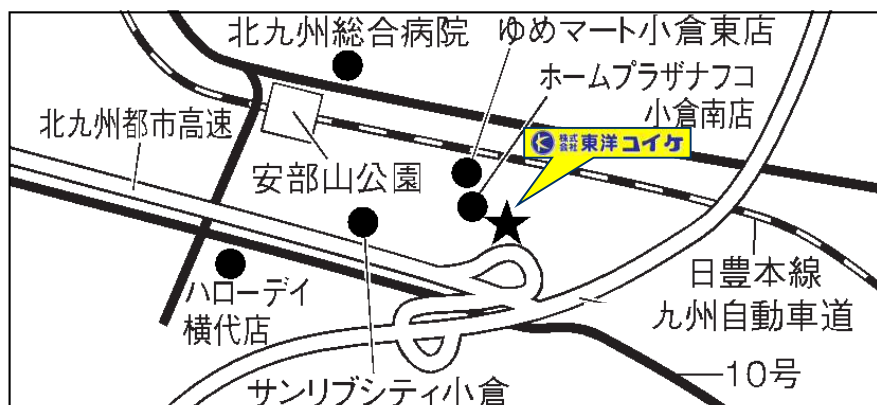 北九州総合病院
ゆめマート小倉東店
ホームプラザナフコ
小倉南店
北九州都市高速
株式会社 東洋コイケ
安部山公園
日豊本線
九州自動車道
ハローデイ
横代店
サンリブシティ小倉
10号